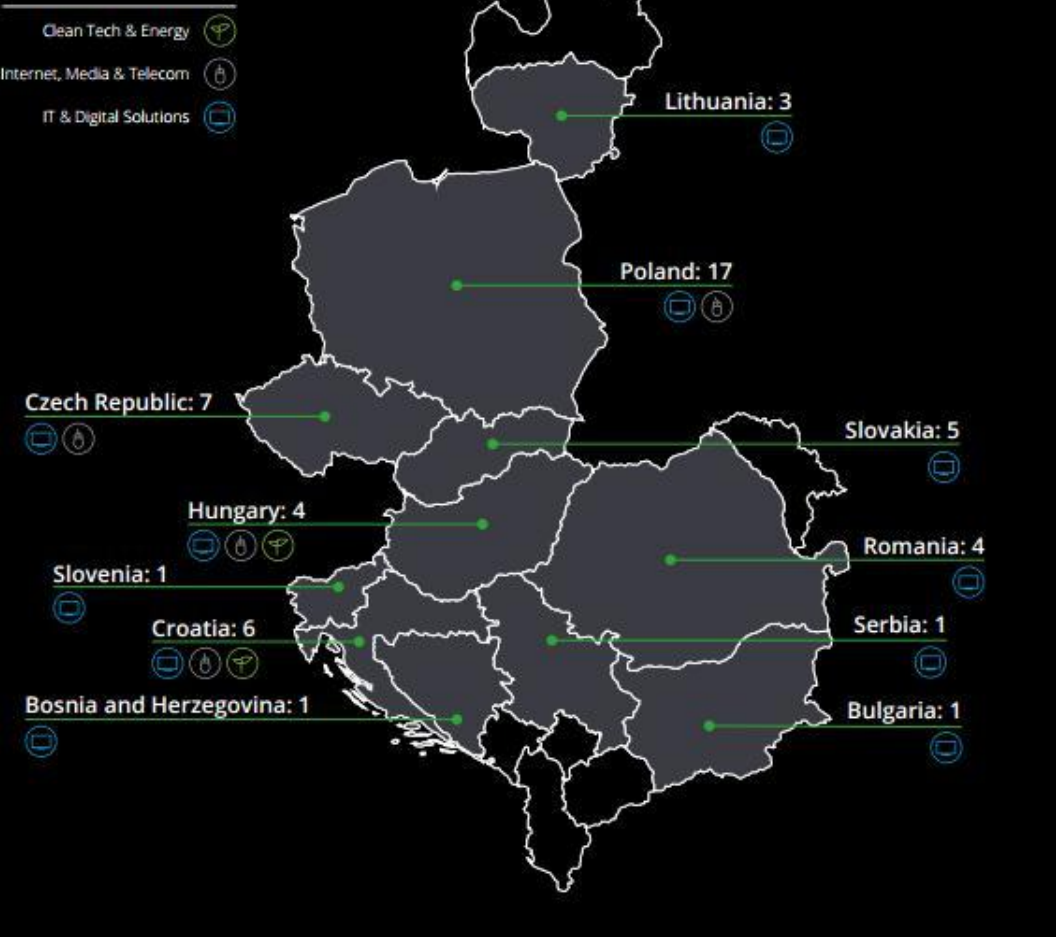 Clean Tech & Energy
Internet, Media & Telecom
IT & Digital Solutions
Lithuania: 3
Poland: 17
Czech Republic: 7
Slovakia: 5
Hungary: 4
Romania: 4
Slovenia: 1
Serbia: 1
Croatia: 6
Bosnia and Herzegovina: 1
Bulgaria: 1